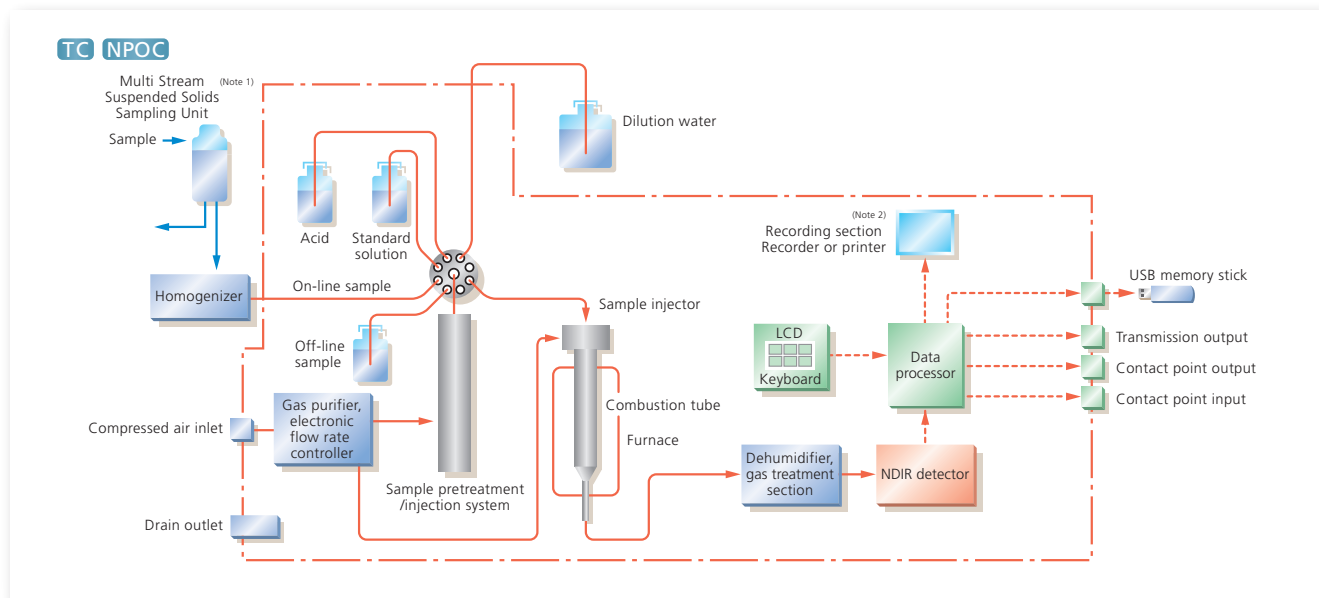 TC NPOC
Multi Stream (Note 1)
Suspended Solids
Sampling Unit
Sample
Dilution water
Acid
Standard
solution
(Note 2)
Recording section
Recorder or printer
Homogenizer
On-line sample
USB memory stick
Sample injector
Off-line
sample
LCD
Keyboard
Data
processor
Transmission output
Contact point output
Contact point input
Compressed air inlet
Gas purifier,
electronic
flow rate
controller
Combustion tube
Furnace
Sample pretreatment
/injection system
Dehumidifier,
gas treatment
section
NDIR detector
Drain outlet